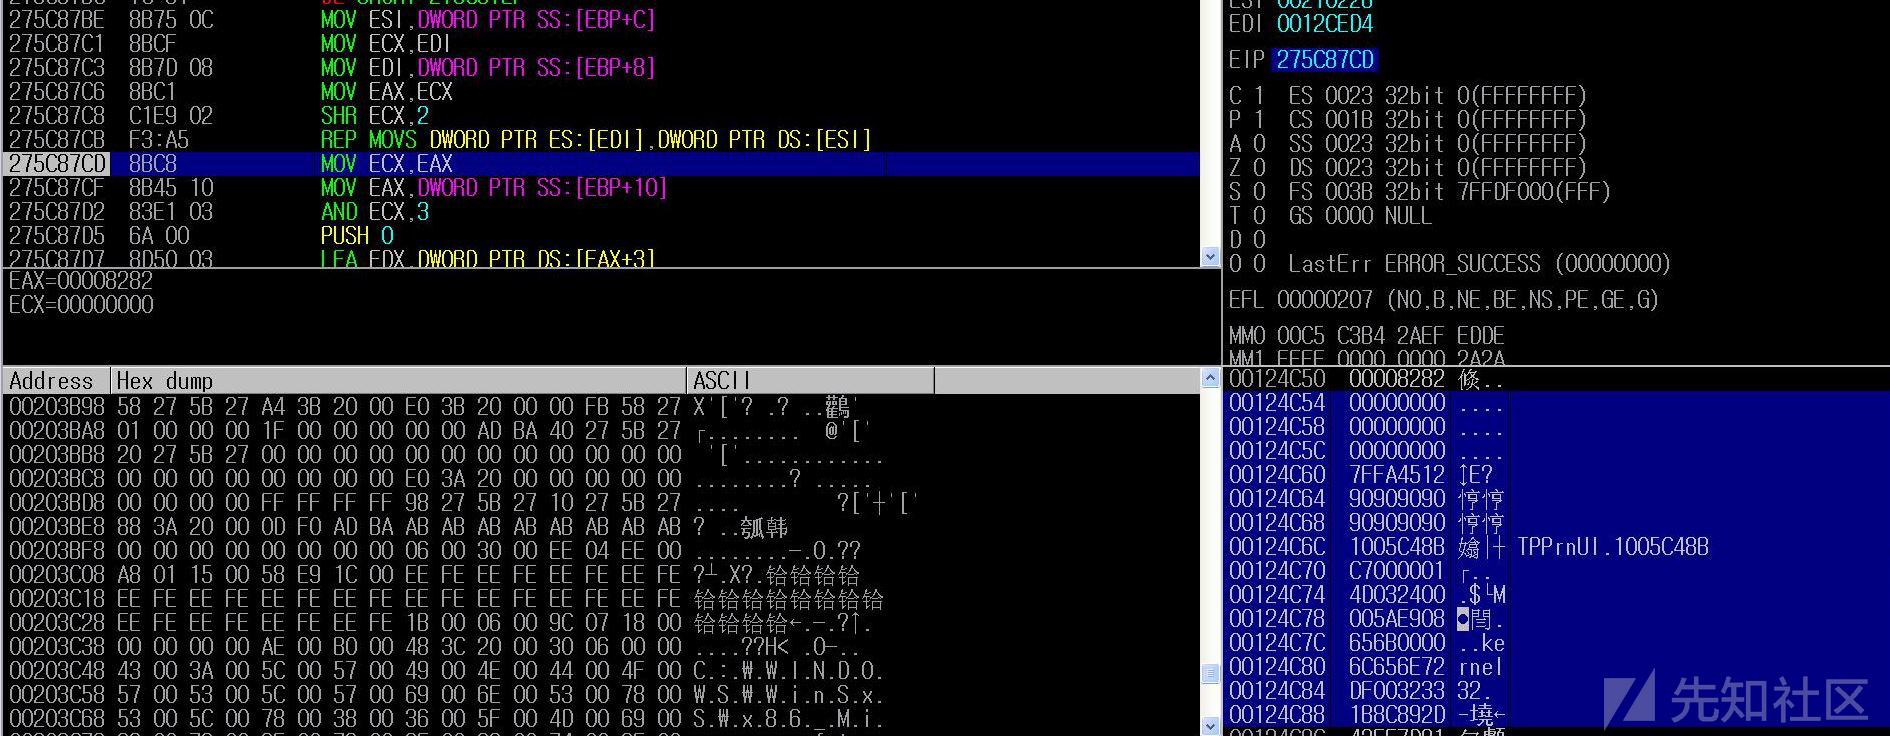 275C87BE 8B75 0C MOV ESI,DWORD PTR SS:[EBP+C]
275C87C1 8BCF MOV ECX,EDI
275C87C3 8B7D 08 MOV EDI,DWORD PTR SS:[EBP+8]
275C87C6 8BC1 MOV EAX,ECX
275C87C8 C1E9 02 SHR ECX,2
275C87CB F3:A5 REP MOVS DWORD PTR ES:[EDI],DWORD PTR DS:[ESI]
275C87CD 8BC8 MOV ECX,EAX
275C87CF 8B45 10 MOV EAX,DWORD PTR SS:[EBP+10]
275C87D2 83E1 03 AND ECX,3
275C87D5 6A 00 PUSH 0
275C87D7 8D50 03 LEA EDX,DWORD PTR DS:[EAX+3]
EAX=00008282
ECX=00000000
EDI 0012CED4
EIP 275C87CD
C 1 ES 0023 32bit 0(FFFFFFFF)
P 1 CS 001B 32bit 0(FFFFFFFF)
A 0 SS 0023 32bit 0(FFFFFFFF)
Z 0 DS 0023 32bit 0(FFFFFFFF)
S 0 FS 003B 32bit 7FFDF000(FFF)
T 0 GS 0000 NULL
D 0
O 0 LastErr ERROR_SUCCESS (00000000)
EFL 00000207 (NO,B,NE,BE,NS,PE,GE,G)
MM0 00C5 C3B4 2AEF EDDE
MM1 EEEE 0000 0000 2A2A
Address Hex dump ASCII
00203B98 58 27 5B 27 A4 3B 20 00 E0 3B 20 00 00 FB 58 27 X'['? .? ..鸛'
00203BA8 01 00 00 00 1F 00 00 00 00 00 00 AD BA 40 27 5B 27 ┌........ @'['
00203BB8 20 27 5B 27 00 00 00 00 00 00 00 00 00 00 00 00 '['............
00203BC8 00 00 00 00 00 00 00 00 E0 3A 20 00 00 00 00 00 ........? .....
00203BD8 00 00 00 00 FF FF FF FF 98 27 5B 27 10 27 5B 27 .... ?['┼'['
00203BE8 88 3A 20 00 0D F0 AD BA AB AB AB AB AB AB AB AB ? ..瓠韩
00203BF8 00 00 00 00 00 00 00 00 06 00 30 00 EE 04 EE 00 ........-.0.??
00203C08 A8 01 15 00 58 E9 1C 00 EE FE EE FE EE FE EE FE ?┴.X?.铪铪铪铪
00203C18 EE FE EE FE EE FE EE FE EE FE EE FE EE FE EE FE 铪铪铪铪铪铪铪铪
00203C28 EE FE EE FE EE FE EE FE 1B 00 06 00 9C 07 18 00 铪铪铪铪←.-.?↑.
00203C38 00 00 00 00 AE 00 B0 00 48 3C 20 00 30 06 00 00 ....??H< .0-..
00203C48 43 00 3A 00 5C 00 57 00 49 00 4E 00 44 00 4F 00 C.:.₩.W.I.N.D.O.
00203C58 57 00 53 00 5C 00 57 00 69 00 6E 00 53 00 78 00 W.S.₩.W.i.n.S.x.
00203C68 53 00 5C 00 78 00 38 00 36 00 5F 00 4D 00 69 00 S.₩.x.8.6._.M.i.
00124C50 00008282 倏..
00124C54 00000000 ....
00124C58 00000000 ....
00124C5C 00000000 ....
00124C60 7FFA4512 ↕E?
00124C64 90909090 悙悙
00124C68 90909090 悙悙
00124C6C 1005C48B TPPrnUI.1005C48B
00124C70 C7000001 ┌..
00124C74 4D032400 .$└M
00124C78 005AE908
00124C7C 656B0000 ..ke
00124C80 6C656E72 rnel
00124C84 DF003233 32.
00124C88 1B8C892D
先知社区